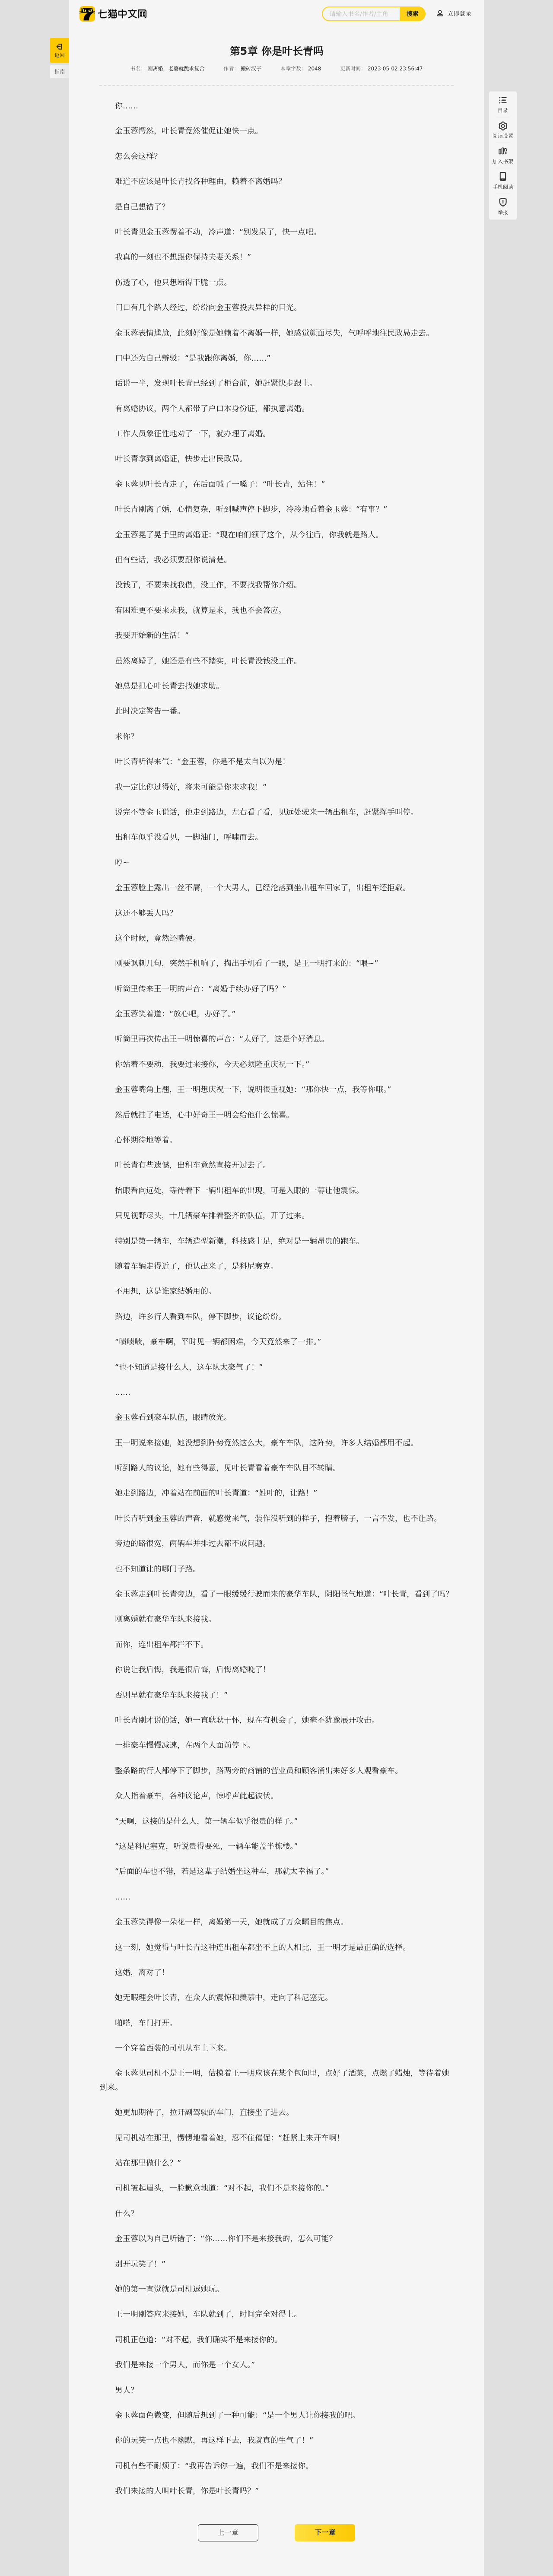 七猫中文网
请输入书名/作者/主角
搜索
立即登录
返回
指南
目录
阅读设置
加入书架
手机阅读
举报
第5章 你是叶长青吗
书名： 刚离婚，老婆就跪求复合 作者： 搬砖汉子 本章字数： 2048 更新时间： 2023-05-02 23:56:47
你……
金玉蓉愕然，叶长青竟然催促让她快一点。
怎么会这样？
难道不应该是叶长青找各种理由，赖着不离婚吗？
是自己想错了？
叶长青见金玉蓉愣着不动，冷声道：“别发呆了，快一点吧。
我真的一刻也不想跟你保持夫妻关系！”
伤透了心，他只想断得干脆一点。
门口有几个路人经过，纷纷向金玉蓉投去异样的目光。
金玉蓉表情尴尬，此刻好像是她赖着不离婚一样，她感觉颜面尽失，气呼呼地往民政局走去。
口中还为自己辩驳：“是我跟你离婚，你……”
话说一半，发现叶长青已经到了柜台前，她赶紧快步跟上。
有离婚协议，两个人都带了户口本身份证，都执意离婚。
工作人员象征性地劝了一下，就办理了离婚。
叶长青拿到离婚证，快步走出民政局。
金玉蓉见叶长青走了，在后面喊了一嗓子：“叶长青，站住！”
叶长青刚离了婚，心情复杂，听到喊声停下脚步，冷冷地看着金玉蓉：“有事？”
金玉蓉晃了晃手里的离婚证：“现在咱们领了这个，从今往后，你我就是路人。
但有些话，我必须要跟你说清楚。
没钱了，不要来找我借，没工作，不要找我帮你介绍。
有困难更不要来求我，就算是求，我也不会答应。
我要开始新的生活！”
虽然离婚了，她还是有些不踏实，叶长青没钱没工作。
她总是担心叶长青去找她求助。
此时决定警告一番。
求你？
叶长青听得来气：“金玉蓉，你是不是太自以为是！
我一定比你过得好，将来可能是你来求我！”
说完不等金玉说话，他走到路边，左右看了看，见远处驶来一辆出租车，赶紧挥手叫停。
出租车似乎没看见，一脚油门，呼啸而去。
哼~
金玉蓉脸上露出一丝不屑，一个大男人，已经沦落到坐出租车回家了，出租车还拒载。
这还不够丢人吗？
这个时候，竟然还嘴硬。
刚要讽刺几句，突然手机响了，掏出手机看了一眼，是王一明打来的：“喂~”
听筒里传来王一明的声音：“离婚手续办好了吗？”
金玉蓉笑着道：“放心吧，办好了。”
听筒里再次传出王一明惊喜的声音：“太好了，这是个好消息。
你站着不要动，我要过来接你，今天必须隆重庆祝一下。”
金玉蓉嘴角上翘，王一明想庆祝一下，说明很重视她：“那你快一点，我等你哦。”
然后就挂了电话，心中好奇王一明会给他什么惊喜。
心怀期待地等着。
叶长青有些遗憾，出租车竟然直接开过去了。
抬眼看向远处，等待着下一辆出租车的出现，可是入眼的一幕让他震惊。
只见视野尽头，十几辆豪车排着整齐的队伍，开了过来。
特别是第一辆车，车辆造型新潮，科技感十足，绝对是一辆昂贵的跑车。
随着车辆走得近了，他认出来了，是科尼赛克。
不用想，这是谁家结婚用的。
路边，许多行人看到车队，停下脚步，议论纷纷。
“啧啧啧，豪车啊，平时见一辆都困难，今天竟然来了一排。”
“也不知道是接什么人，这车队太豪气了！”
……
金玉蓉看到豪车队伍，眼睛放光。
王一明说来接她，她没想到阵势竟然这么大，豪车车队，这阵势，许多人结婚都用不起。
听到路人的议论，她有些得意，见叶长青看着豪车车队目不转睛。
她走到路边，冲着站在前面的叶长青道：“姓叶的，让路！”
叶长青听到金玉蓉的声音，就感觉来气，装作没听到的样子，抱着膀子，一言不发，也不让路。
旁边的路很宽，两辆车并排过去都不成问题。
也不知道让的哪门子路。
金玉蓉走到叶长青旁边，看了一眼缓缓行驶而来的豪华车队，阴阳怪气地道：“叶长青，看到了吗？
刚离婚就有豪华车队来接我。
而你，连出租车都拦不下。
你说让我后悔，我是很后悔，后悔离婚晚了！
否则早就有豪华车队来接我了！”
叶长青刚才说的话，她一直耿耿于怀，现在有机会了，她毫不犹豫展开攻击。
一排豪车慢慢减速，在两个人面前停下。
整条路的行人都停下了脚步，路两旁的商铺的营业员和顾客涌出来好多人观看豪车。
众人指着豪车，各种议论声，惊呼声此起彼伏。
“天啊，这接的是什么人，第一辆车似乎很贵的样子。”
“这是科尼塞克，听说贵得要死，一辆车能盖半栋楼。”
“后面的车也不错，若是这辈子结婚坐这种车，那就太幸福了。”
……
金玉蓉笑得像一朵花一样，离婚第一天，她就成了万众瞩目的焦点。
这一刻，她觉得与叶长青这种连出租车都坐不上的人相比，王一明才是最正确的选择。
这婚，离对了！
她无暇理会叶长青，在众人的震惊和羡慕中，走向了科尼塞克。
啪嗒，车门打开。
一个穿着西装的司机从车上下来。
金玉蓉见司机不是王一明，估摸着王一明应该在某个包间里，点好了酒菜，点燃了蜡烛，等待着她
到来。
她更加期待了，拉开副驾驶的车门，直接坐了进去。
见司机站在那里，愣愣地看着她，忍不住催促：“赶紧上来开车啊！
站在那里做什么？”
司机皱起眉头，一脸歉意地道：“对不起，我们不是来接你的。”
什么？
金玉蓉以为自己听错了：“你……你们不是来接我的，怎么可能？
别开玩笑了！”
她的第一直觉就是司机逗她玩。
王一明刚答应来接她，车队就到了，时间完全对得上。
司机正色道：“对不起，我们确实不是来接你的。
我们是来接一个男人，而你是一个女人。”
男人？
金玉蓉面色微变，但随后想到了一种可能：“是一个男人让你接我的吧。
你的玩笑一点也不幽默，再这样下去，我就真的生气了！”
司机有些不耐烦了：“我再告诉你一遍，我们不是来接你。
我们来接的人叫叶长青，你是叶长青吗？”
上一章
下一章